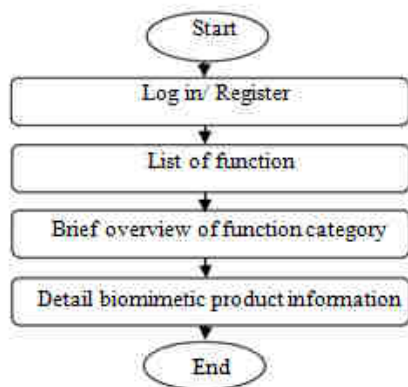 Start
Log in/ Register
List of function
Brief overview of function category
Detail biomimetic product information
End